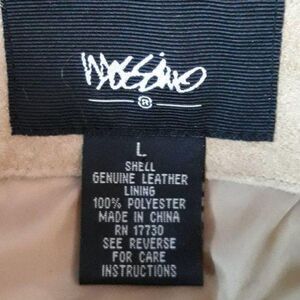 Mossimo
®
L
SHELL
GENUINE LEATHER
LINING
100% POLYESTER
MADE IN CHINA
RN 17730
SEE REVERSE
FOR CARE
INSTRUCTIONS